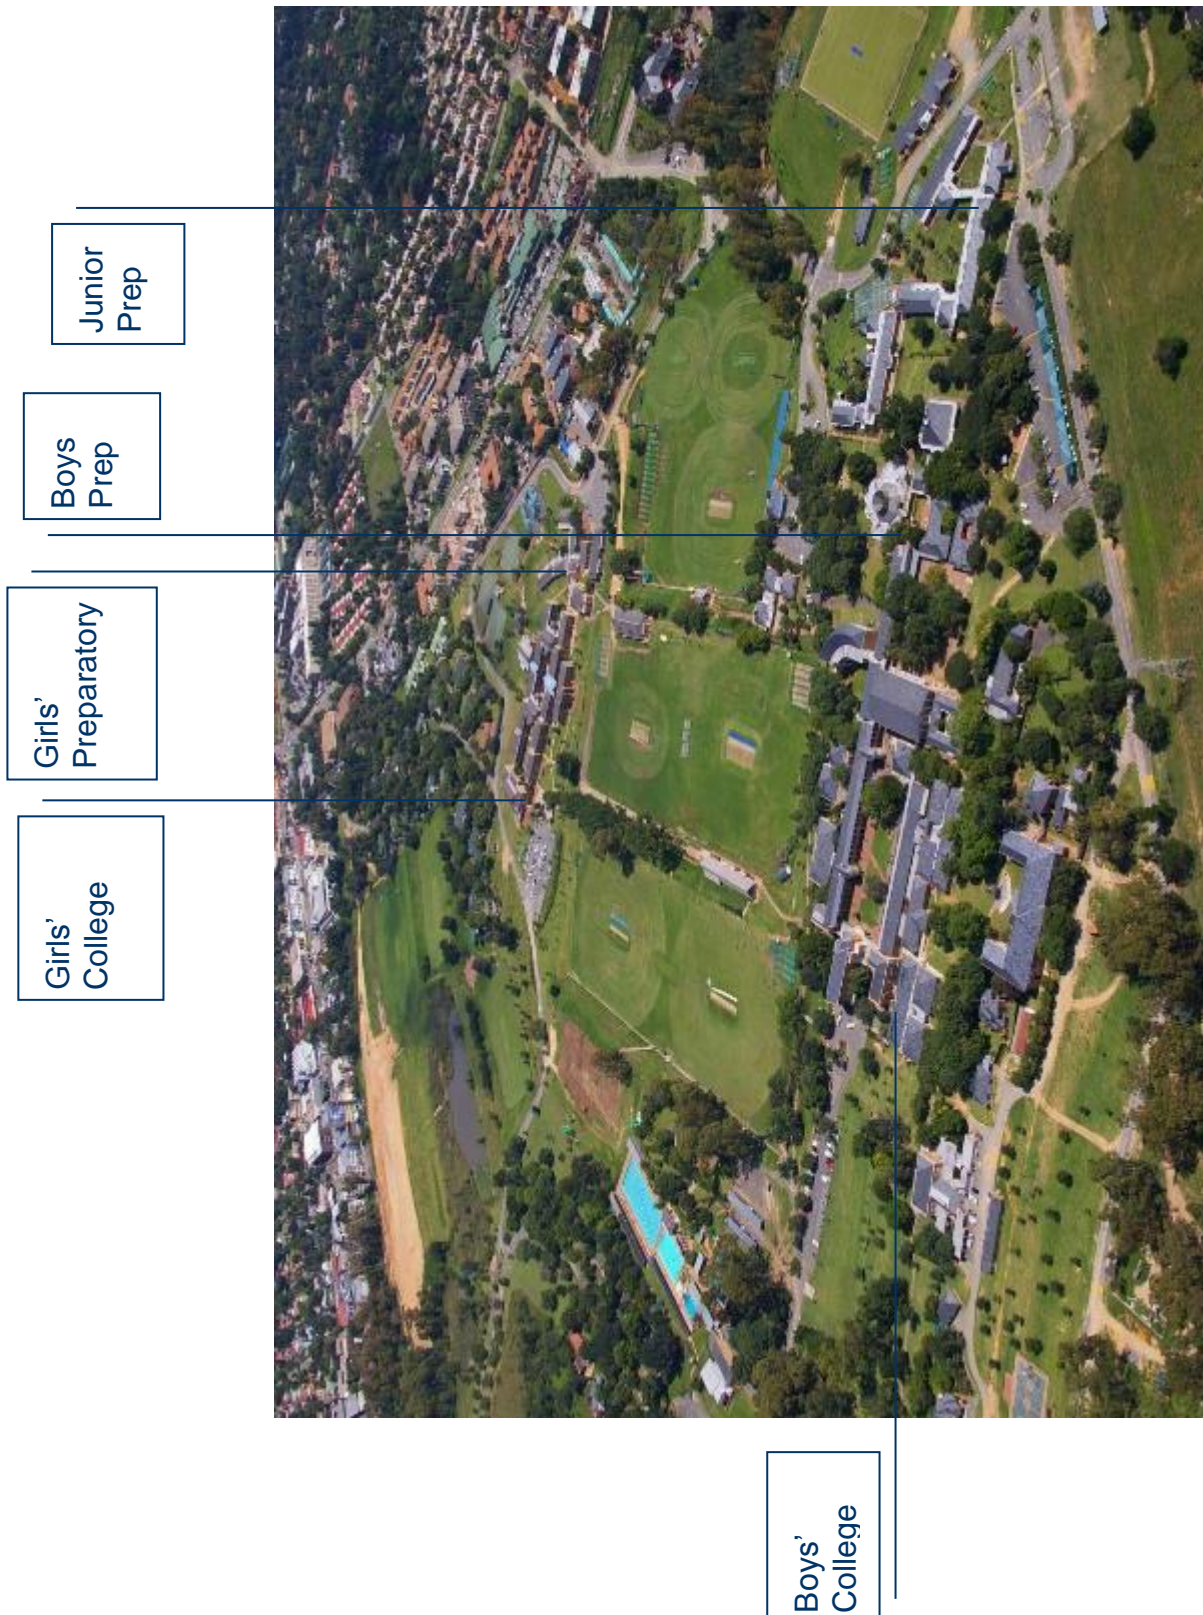 Girls’
College
Girls’
Preparatory
Boys
Prep
Junior
Prep
Boys’
College